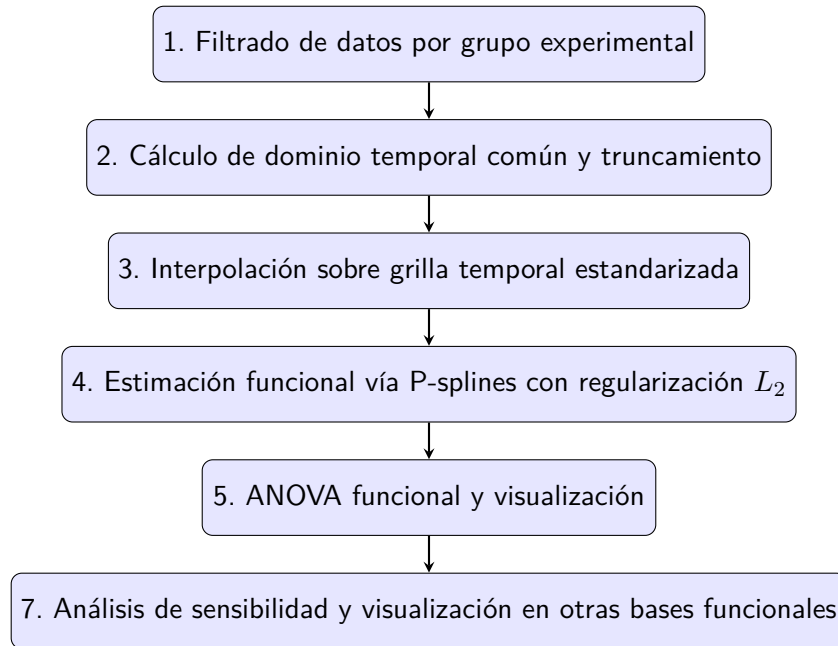 1. Filtrado de datos por grupo experimental
2. Cálculo de dominio temporal común y truncamiento
3. Interpolación sobre grilla temporal estandarizada
4. Estimación funcional vía P-splines con regularización $L_2$
5. ANOVA funcional y visualización
7. Análisis de sensibilidad y visualización en otras bases funcionales